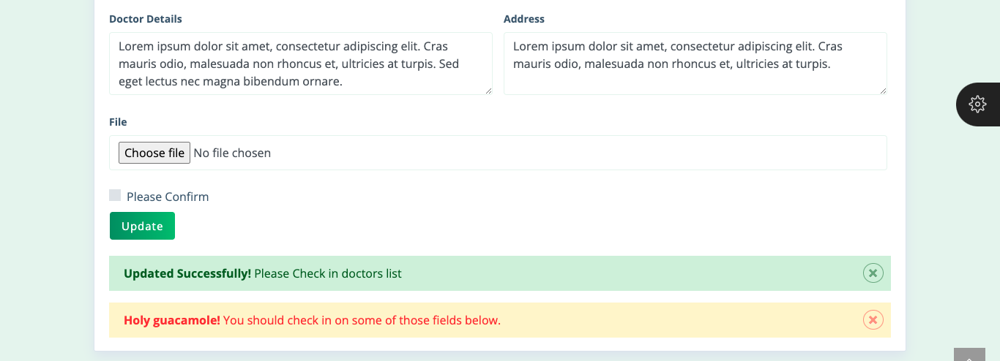 Doctor Details
Address
Lorem ipsum dolor sit amet, consectetur adipiscing elit. Cras
mauris odio, malesuada non rhoncus et, ultricies at turpis. Sed
eget lectus nec magna bibendum ornare.
Lorem ipsum dolor sit amet, consectetur adipiscing elit. Cras
mauris odio, malesuada non rhoncus et, ultricies at turpis.
File
Choose file No file chosen
Please Confirm
Update
Updated Successfully! Please Check in doctors list
Holy guacamole! You should check in on some of those fields below.